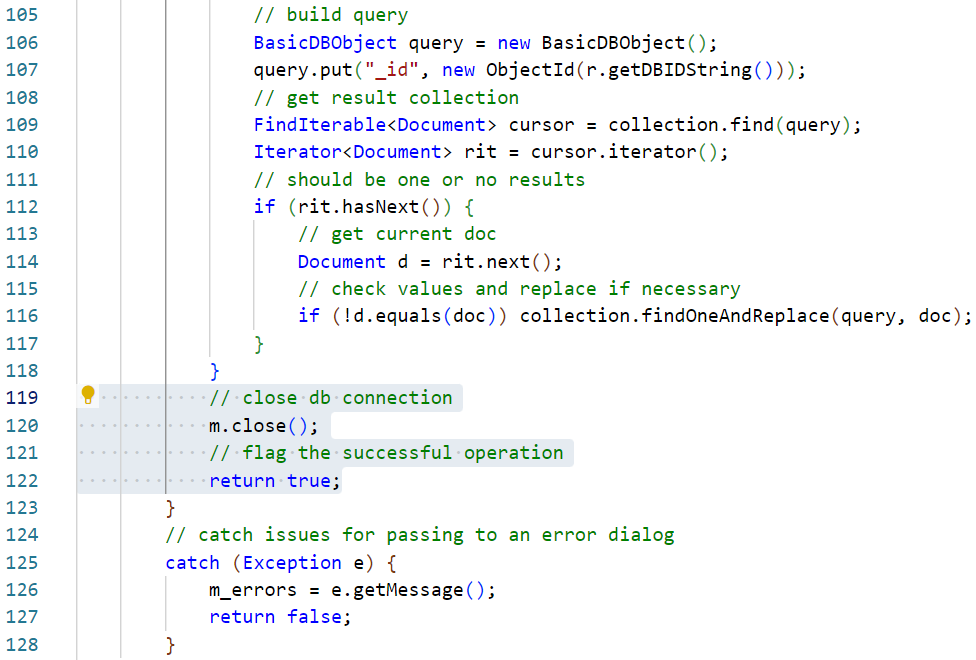 105 // build query
106 BasicDBObject query = new BasicDBObject();
107 query.put("_id", new ObjectId(r.getDBIDString()));
108 // get result collection
109 FindIterable<Document> cursor = collection.find(query);
110 Iterator<Document> rit = cursor.iterator();
111 // should be one or no results
112 if (rit.hasNext()) {
113 // get current doc
114 Document d = rit.next();
115 // check values and replace if necessary
116 if (!d.equals(doc)) collection.findOneAndReplace(query, doc);
117 }
118 }
119 // close db connection
120 m.close();
121 // flag the successful operation
122 return true;
123 }
124 // catch issues for passing to an error dialog
125 catch (Exception e) {
126 m_errors = e.getMessage();
127 return false;
128 }